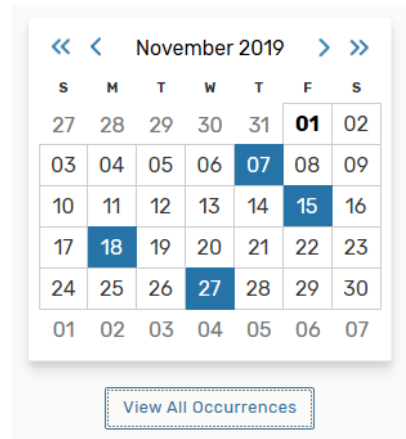 November 2019
S M T W T F S
27 28 29 30 31 01 02
03 04 05 06 07 08 09
10 11 12 13 14 15 16
17 18 19 20 21 22 23
24 25 26 27 28 29 30
01 02 03 04 05 06 07
View All Occurrences